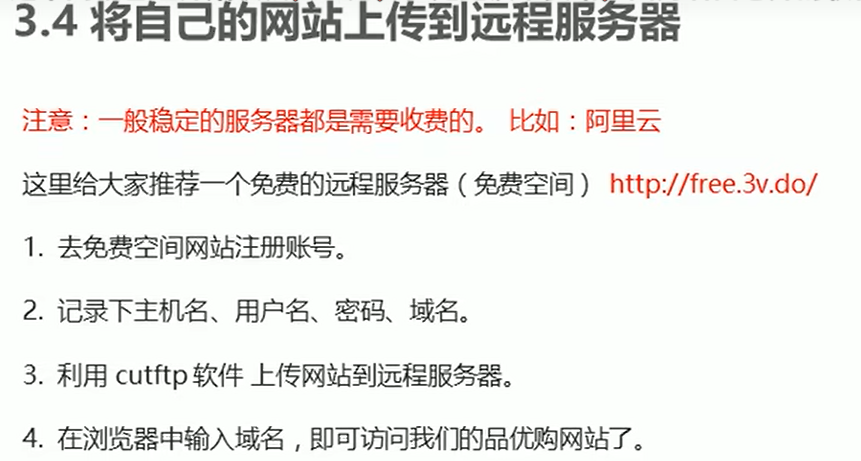 3.4 将自己的网站上传到远程服务器
注意：一般稳定的服务器都是需要收费的。 比如：阿里云
这里给大家推荐一个免费的远程服务器（免费空间） http://free.3v.do/
1. 去免费空间网站注册账号。
2. 记录下主机名、用户名、密码、域名。
3. 利用 cutftp 软件 上传网站到远程服务器。
4. 在浏览器中输入域名，即可访问我们的品优购网站了。